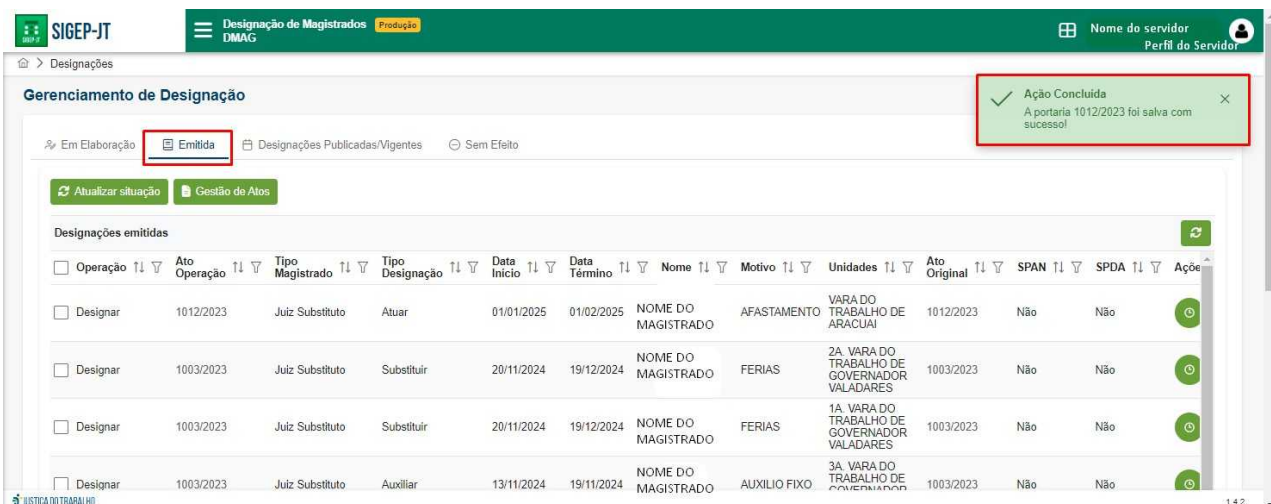 SIGEP-JT
Designação de Magistrados Produção
DMAG
Nome do servidor
Perfil do Servidor
> Designações
Gerenciamento de Designação
Ação Concluída
A portaria 1012/2023 foi salva com
sucesso!
Em Elaboração Emitida Designações Publicadas/Vigentes Sem Efeito
Atualizar situação Gestão de Atos
Designações emitidas
Operação Ato Operação Tipo Magistrado Tipo Designação Data Início Data Término Nome Motivo Unidades Ato Original SPAN SPDA Açõe
Designar 1012/2023 Juiz Substituto Atuar 01/01/2025 01/02/2025 NOME DO MAGISTRADO AFASTAMENTO VARA DO TRABALHO DE ARACUAI 1012/2023 Não Não
Designar 1003/2023 Juiz Substituto Substituir 20/11/2024 19/12/2024 NOME DO MAGISTRADO FERIAS 2A. VARA DO TRABALHO DE GOVERNADOR VALADARES 1003/2023 Não Não
Designar 1003/2023 Juiz Substituto Substituir 20/11/2024 19/12/2024 NOME DO MAGISTRADO FERIAS 1A. VARA DO TRABALHO DE GOVERNADOR VALADARES 1003/2023 Não Não
Designar 1003/2023 Juiz Substituto Auxiliar 13/11/2024 19/11/2024 NOME DO MAGISTRADO AUXILIO FIXO 3A. VARA DO TRABALHO DE GOVERNADOR 1003/2023 Não Não
JUSTIÇA DO TRABALHO
1.4.2